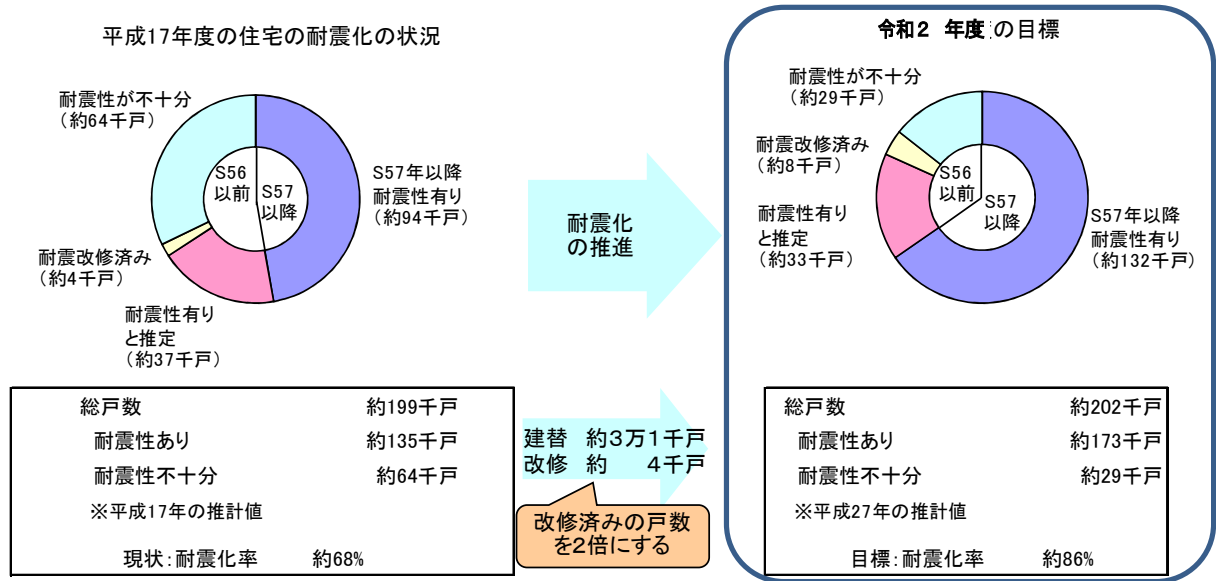 平成17年度の住宅の耐震化の状況
耐震性が不十分
（約64千戸）
S56
以前
S57
以降
S57年以降
耐震性有り
（約94千戸）
耐震改修済み
（約4千戸）
耐震性有り
と推定
（約37千戸）
耐震化
の推進
令和２ 年度の目標
耐震性が不十分
（約29千戸）
耐震改修済み
（約8千戸）
S56
以前
S57
以降
耐震性有り
と推定
（約33千戸）
S57年以降
耐震性有り
（約132千戸）
総戸数 約199千戸
耐震性あり 約135千戸
耐震性不十分 約64千戸
※平成17年の推計値
現状：耐震化率 約68%
建替 約３万１千戸
改修 約 ４千戸
改修済みの戸数
を２倍にする
総戸数 約202千戸
耐震性あり 約173千戸
耐震性不十分 約29千戸
※平成27年の推計値
目標：耐震化率 約86%